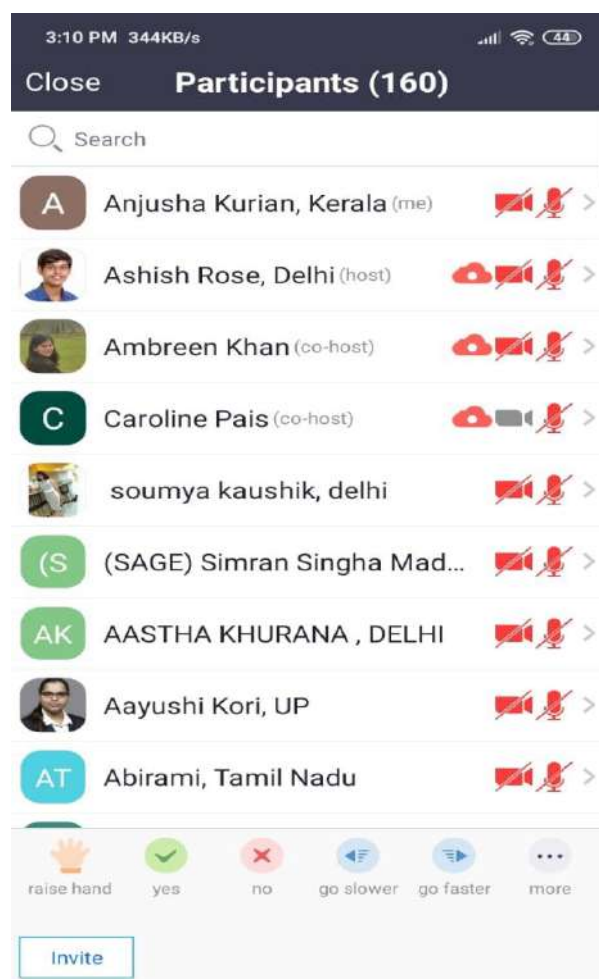 3:10 PM 344KB/s 44
Close Participants (160)
Search
A Anjusha Kurian, Kerala (me)
Ashish Rose, Delhi (host)
Ambreen Khan (co-host)
C Caroline Pais (co-host)
soumya kaushik, delhi
(S (SAGE) Simran Singha Mad...
AK AASTHA KHURANA , DELHI
Aayushi Kori, UP
AT Abirami, Tamil Nadu
raise hand yes no go slower go faster more
Invite